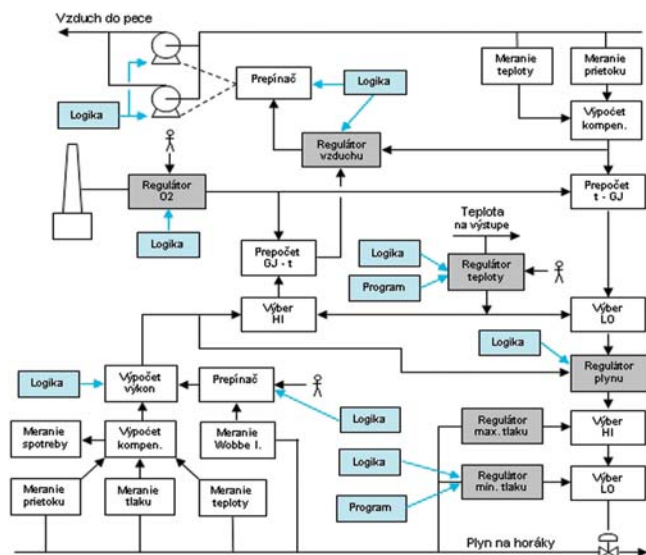 Vzduch do pece
Meranie
teploty
Meranie
prietoku
Prepínač
Logika
Logika
Výpočet
kompen.
Regulátor
vzduchu
Regulátor
O2
Prepočet
t - GJ
Teplota
na výstupe
Logika
Prepočet
GJ - t
Logika
Regulátor
teploty
Program
Výber
HI
Výber
LO
Logika
Regulátor
plynu
Logika
Výpočet
výkon
Prepínač
Logika
Regulátor
max. tlaku
Výber
HI
Meranie
spotreby
Výpočet
kompen.
Meranie
Wobbe I.
Logika
Regulátor
min. tlaku
Výber
LO
Meranie
prietoku
Meranie
tlaku
Meranie
teploty
Program
Plyn na horáky